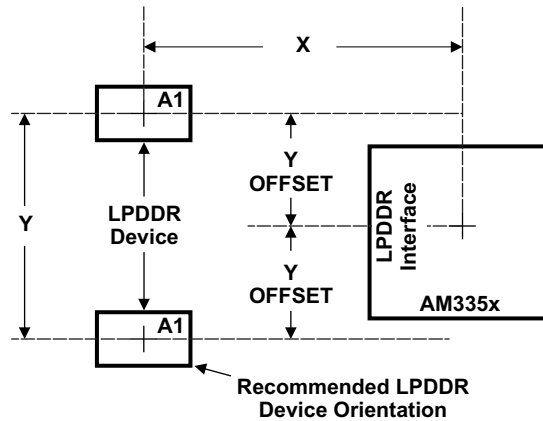 X
A1
Y
OFFSET
Y
LPDDR
Device
LPDDR
Interface
Y
OFFSET
AM335x
A1
Recommended LPDDR
Device Orientation